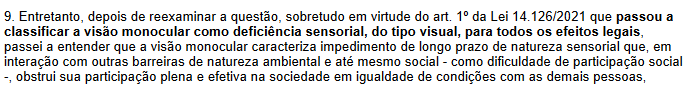 9. Entretanto, depois de reexaminar a questão, sobretudo em virtude do art. 1º da Lei 14.126/2021 que passou a
classificar a visão monocular como deficiência sensorial, do tipo visual, para todos os efeitos legais,
passei a entender que a visão monocular caracteriza impedimento de longo prazo de natureza sensorial que, em
interação com outras barreiras de natureza ambiental e até mesmo social - como dificuldade de participação social
-, obstrui sua participação plena e efetiva na sociedade em igualdade de condições com as demais pessoas,